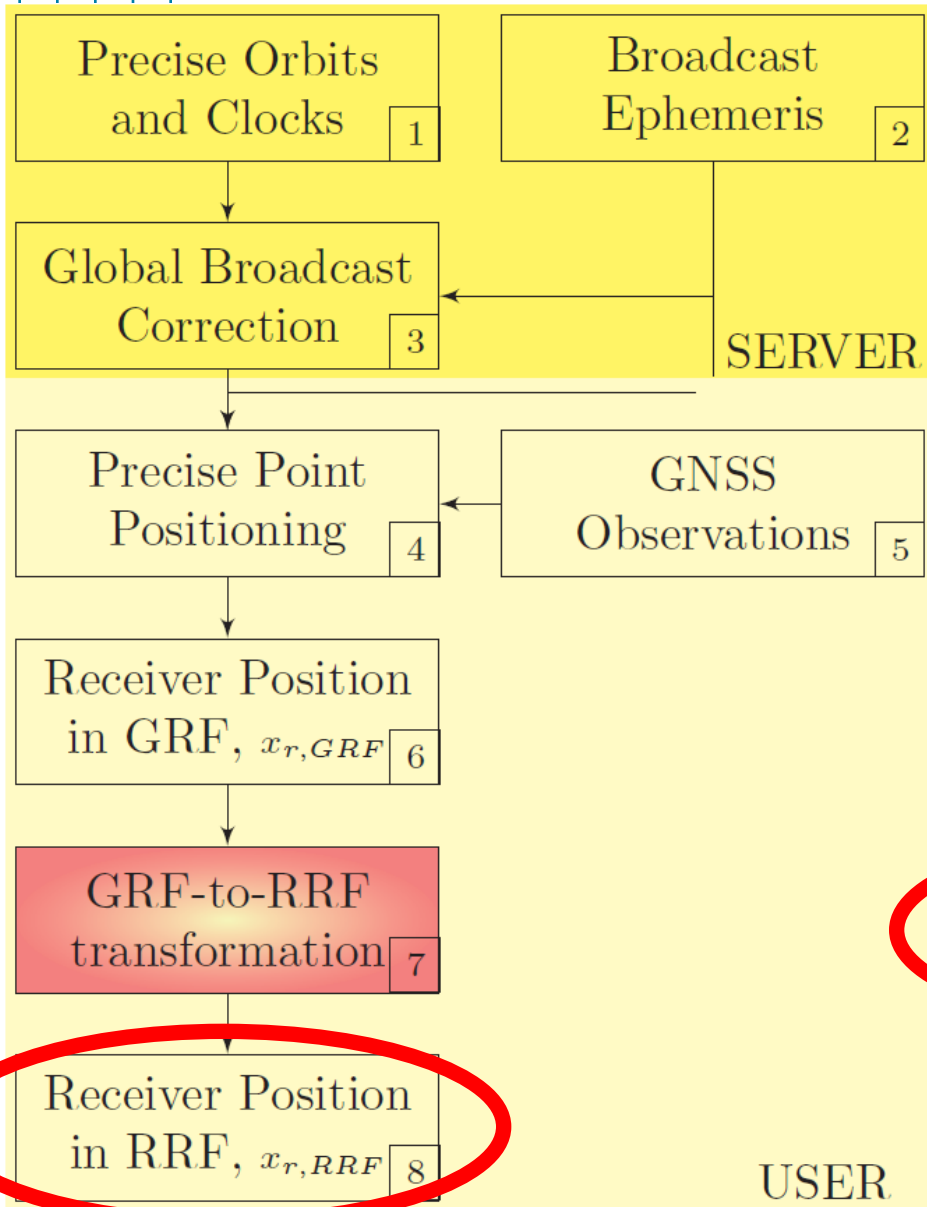 Precise Orbits
and Clocks
1
Broadcast
Ephemeris
2
Global Broadcast
Correction
3
SERVER
Precise Point
Positioning
4
GNSS
Observations
5
Receiver Position
in GRF, x_{r,GRF}
6
GRF-to-RRF
transformation
7
Receiver Position
in RRF, x_{r,RRF}
8
USER